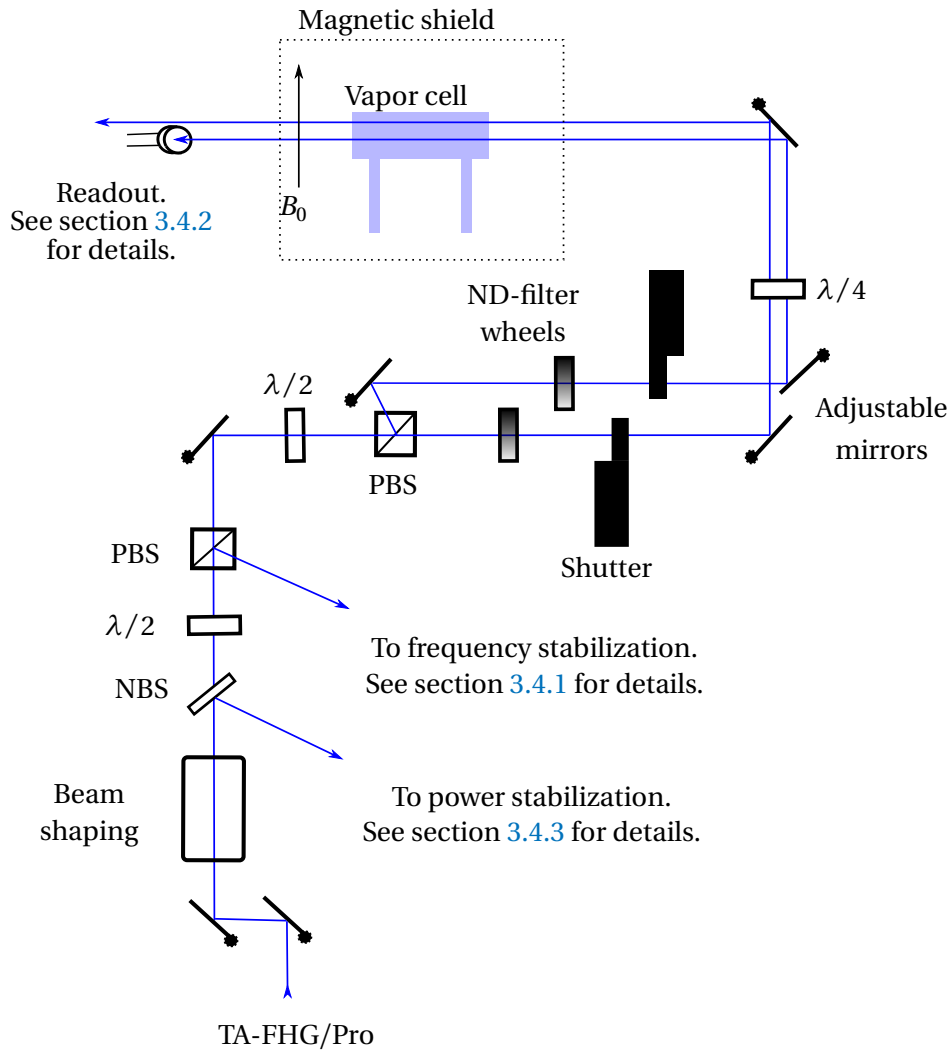 Magnetic shield
Vapor cell
B₀
Readout.
See section 3.4.2
for details.
λ/4
ND-filter
wheels
λ/2
Adjustable
mirrors
PBS
PBS
Shutter
λ/2
To frequency stabilization.
See section 3.4.1 for details.
NBS
Beam
shaping
To power stabilization.
See section 3.4.3 for details.
TA-FHG/Pro